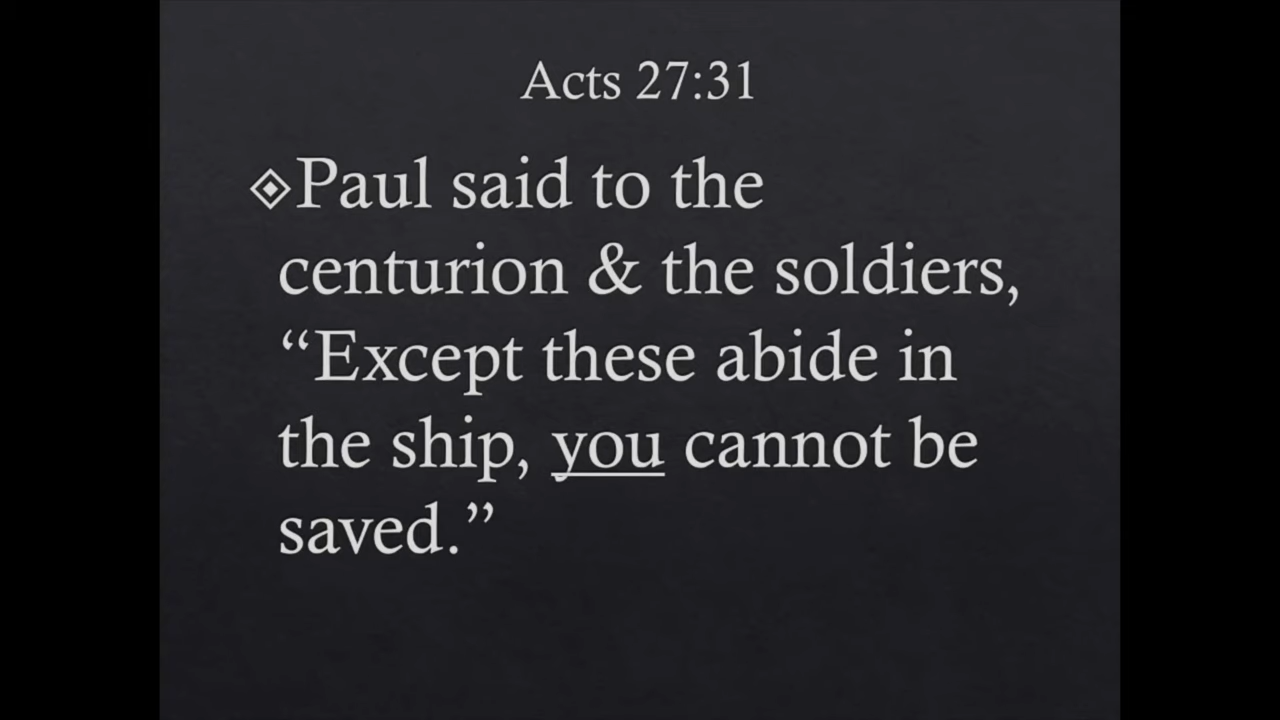 Acts 27:31
Paul said to the
centurion & the soldiers,
“Except these abide in
the ship, you cannot be
saved.”